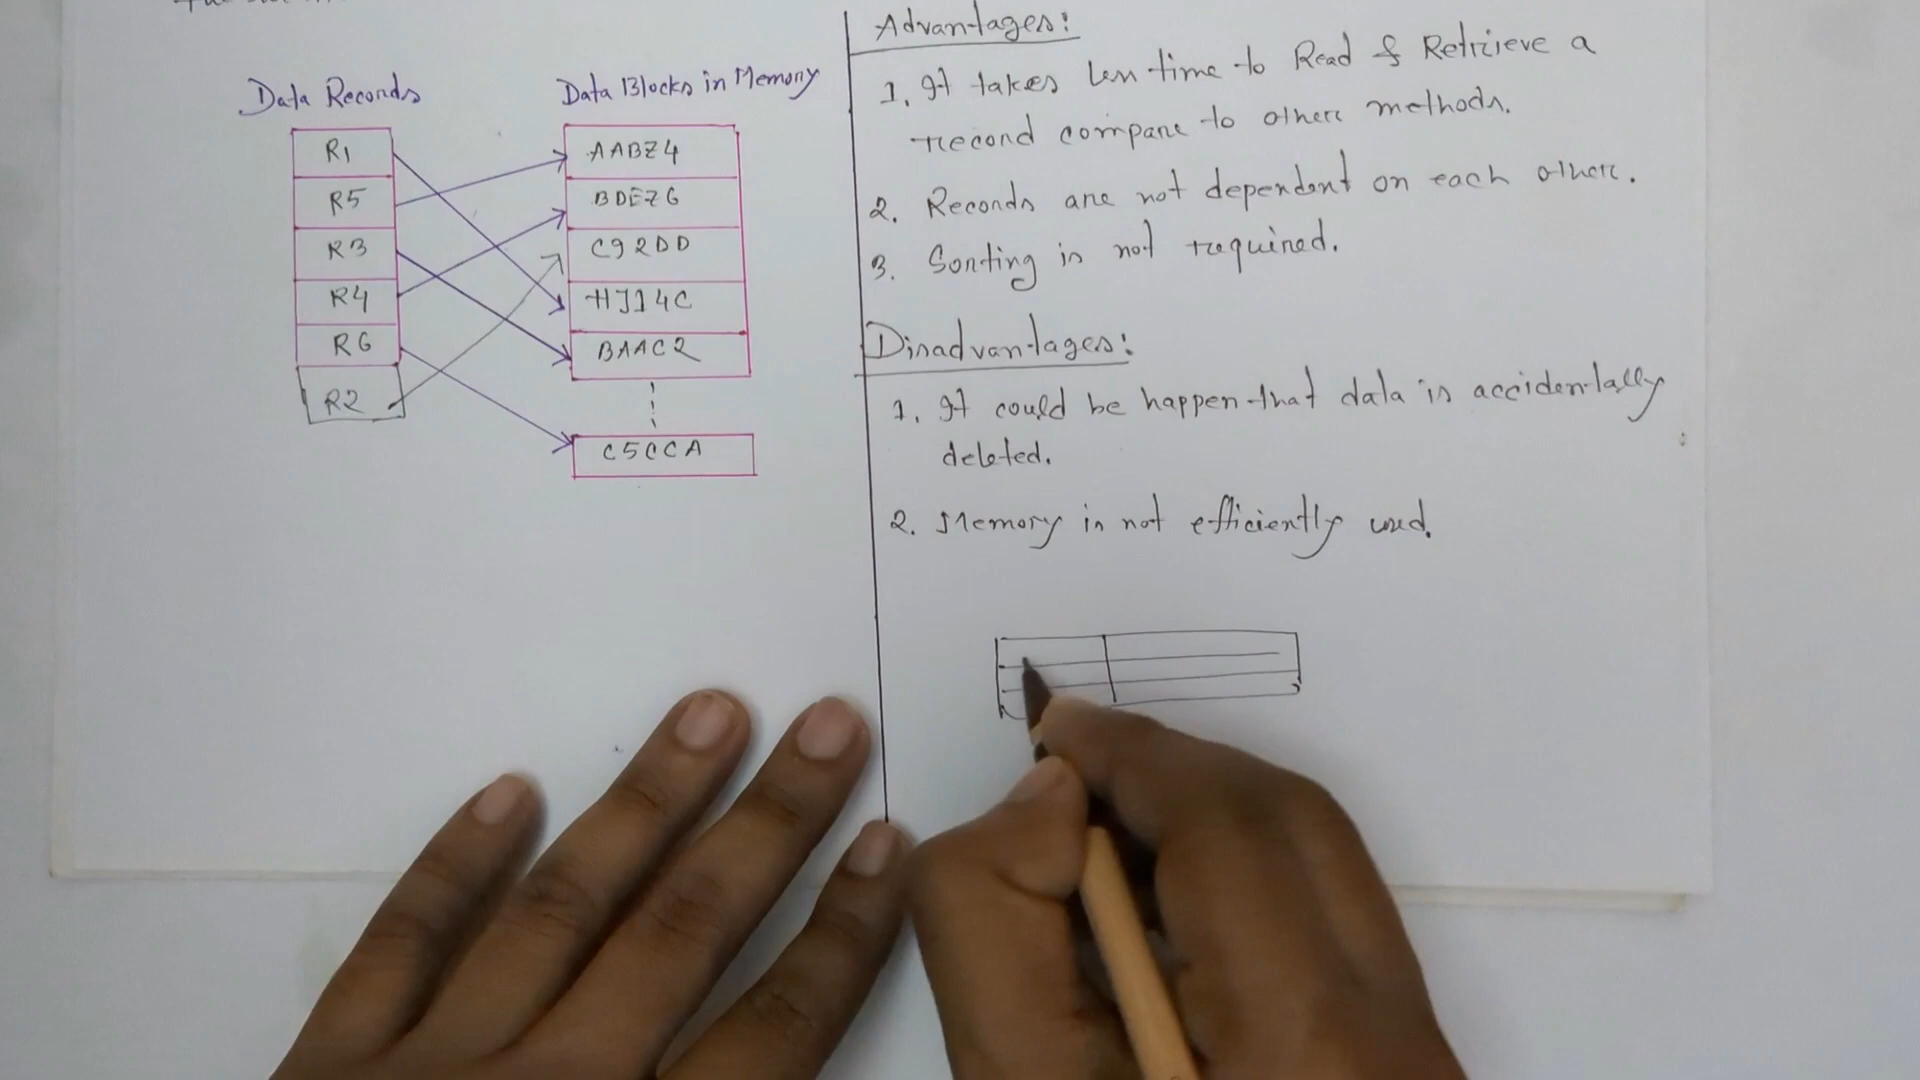 Data Records
Data Blocks in Memory
R1
R5
R3
R4
R6
R2
AABZ4
BDEZ6
C92DD
HJ14C
BAAC2
C5CCA
Advantages:
1. It takes less time to Read & Retrieve a
record compare to other methods.
2. Records are not dependent on each other.
3. Sorting is not required.
Disadvantages:
1. It could be happen that data is accidentally
deleted.
2. Memory is not efficiently used.